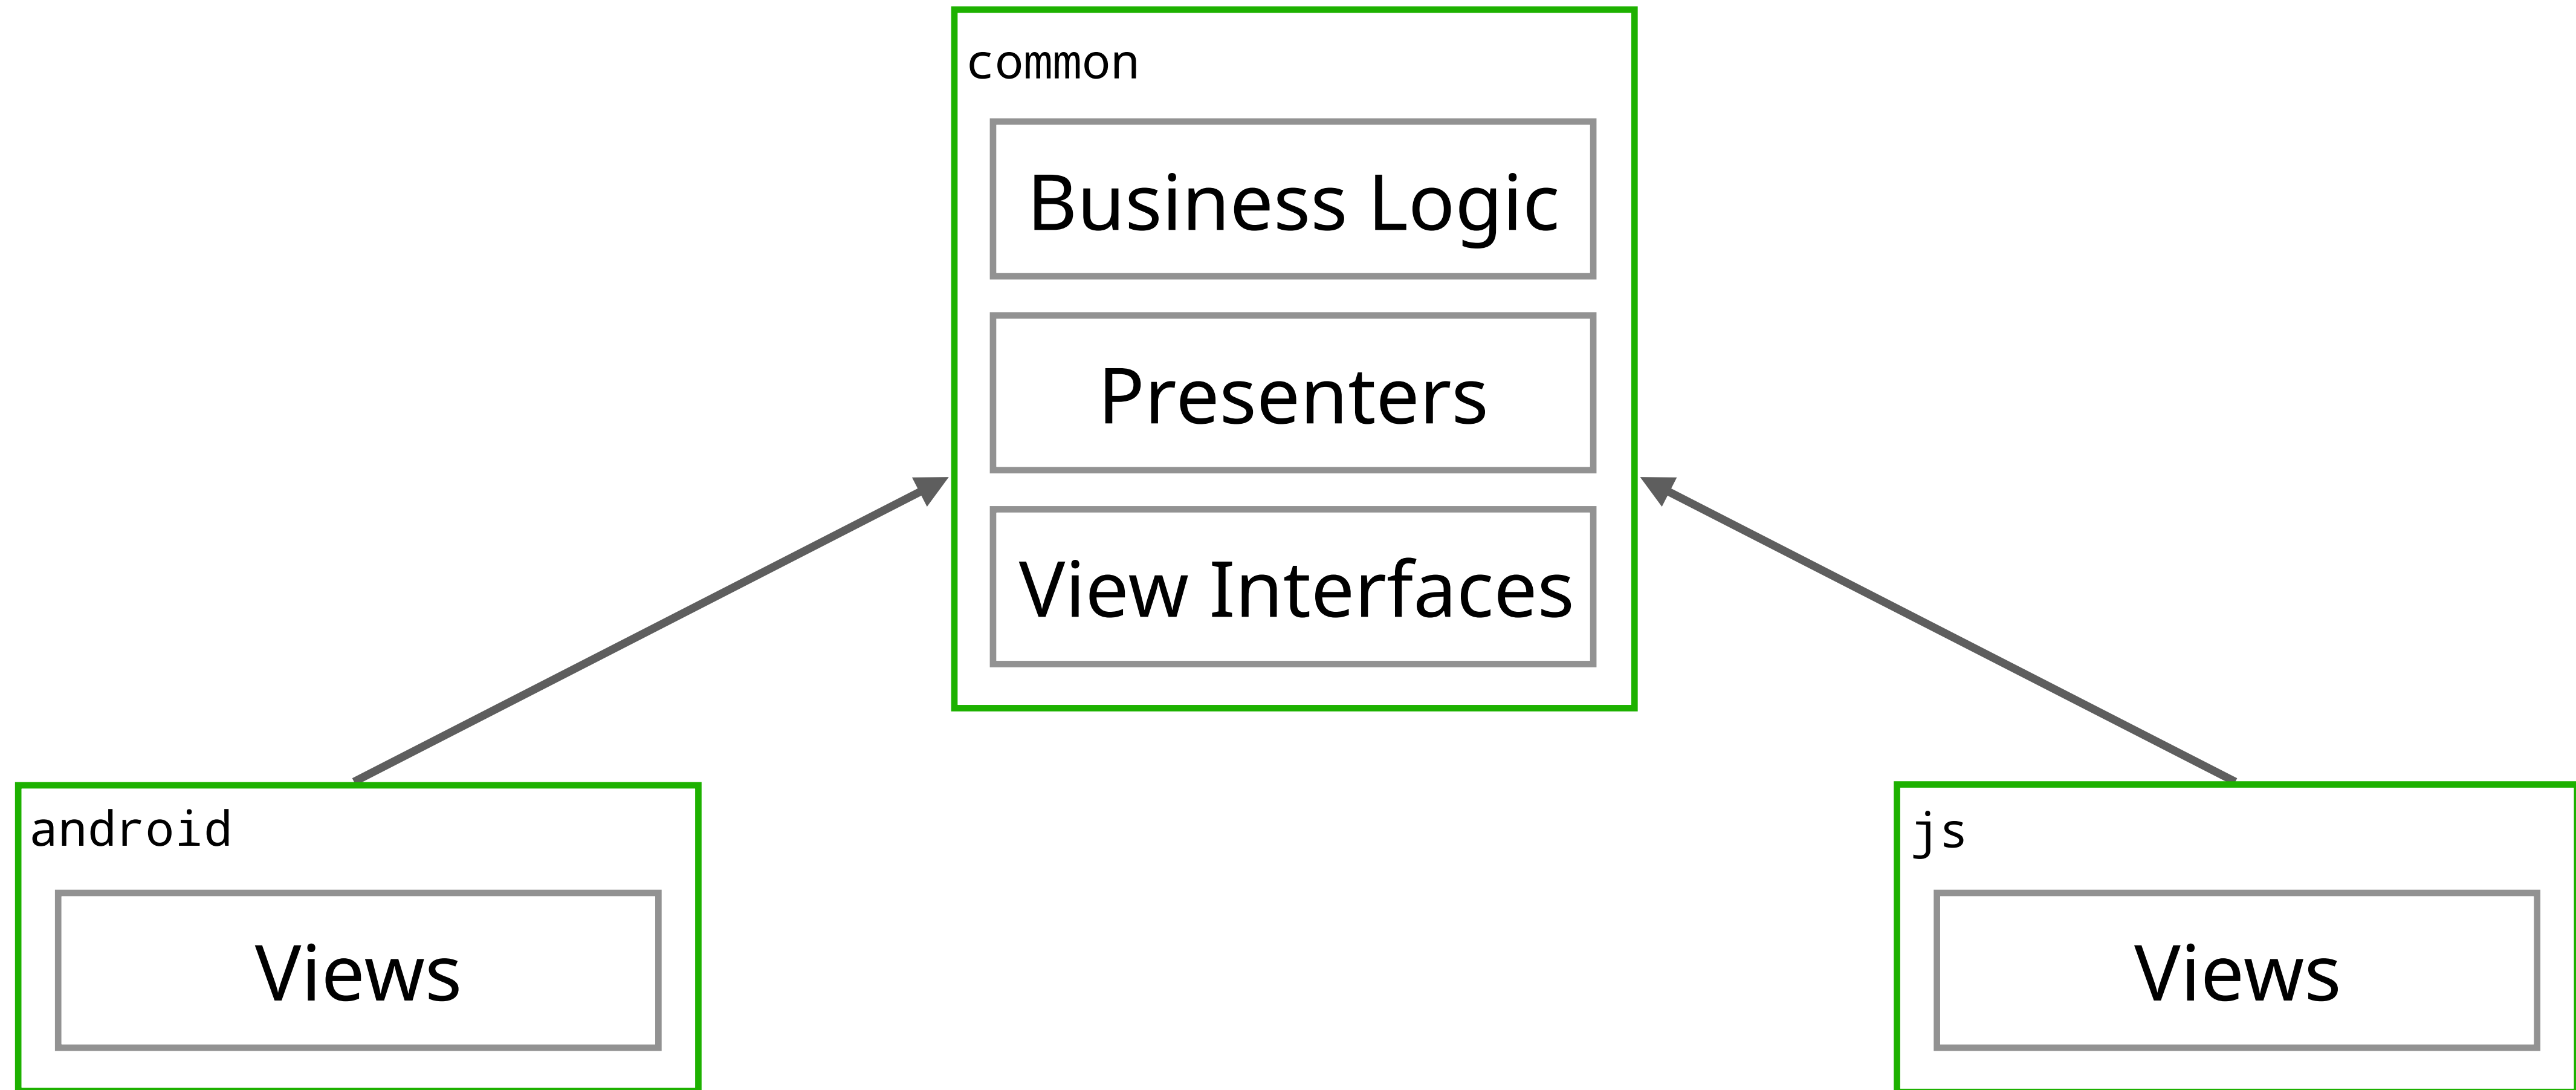 common
Business Logic
Presenters
View Interfaces
android
Views
js
Views